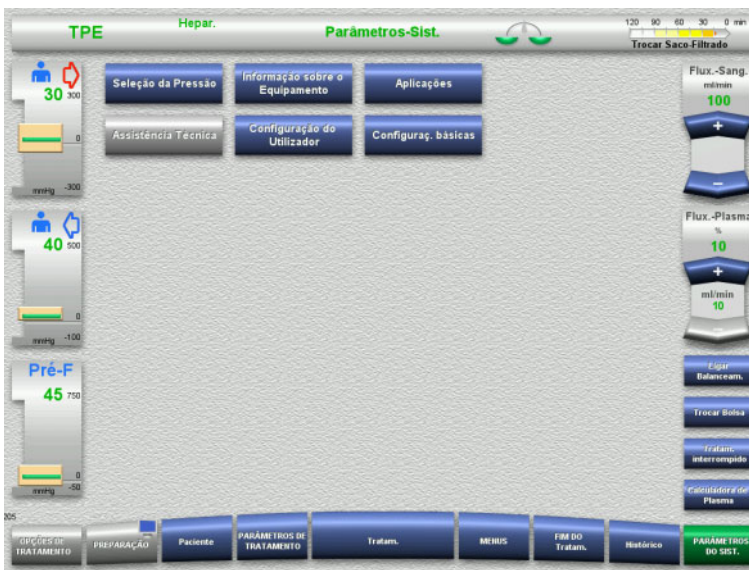 TPE
Hepar.
Parâmetros-Sist.
120 90 60 30 0 min
Trocar Saco-Filtrado
30 300
0
mmHg -300
40 500
0
mmHg -100
Pré-F
45 750
0
mmHg -50
205
Seleção da Pressão
Informação sobre o
Equipamento
Aplicações
Assistência Técnica
Configuração do
Utilizador
Configuraç. básicas
Flux.-Sang.
ml/min
100
+
−
Flux.-Plasma
%
10
+
ml/min
10
−
Ligar
Balanceam.
Trocar Bolsa
Tratam.
interrompido
Calculadora de
Plasma
OPÇÕES DE
TRATAMENTO
PREPARAÇÃO
Paciente
PARÂMETROS DE
TRATAMENTO
Tratam.
MENUS
FIM DO
Tratam.
Histórico
PARÂMETROS
DO SIST.